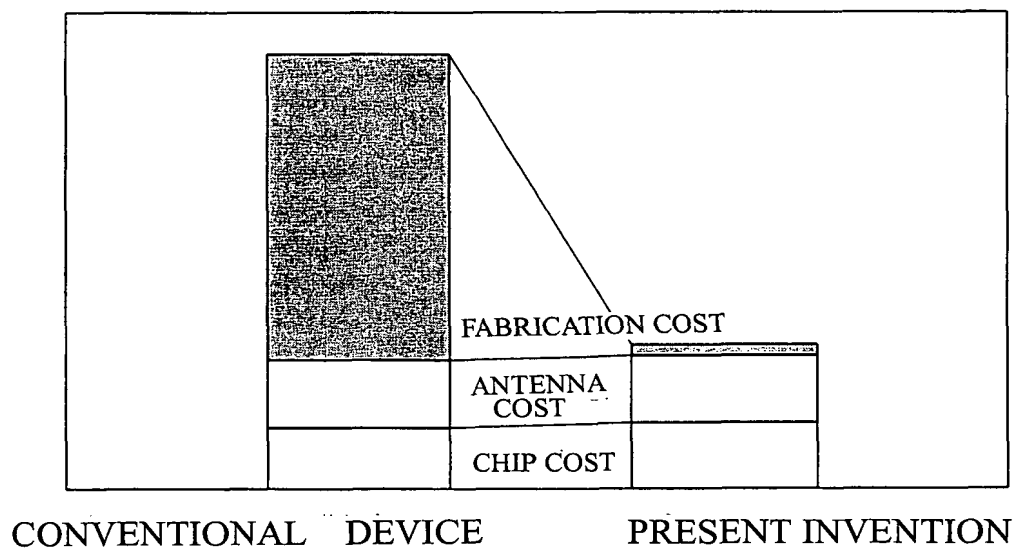 FABRICATION COST
ANTENNA
COST
CHIP COST
CONVENTIONAL DEVICE
PRESENT INVENTION